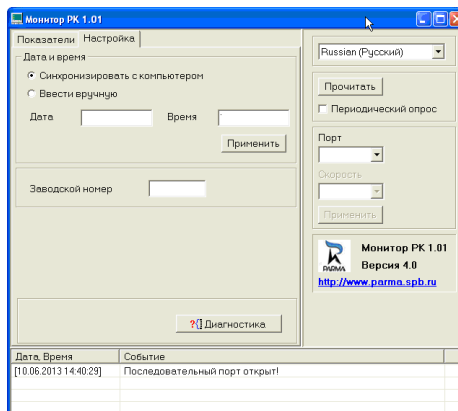 Монитор РК 1.01
Показатели Настройка
Дата и время
Синхронизировать с компьютером
Ввести вручную
Дата Время
Применить
Заводской номер
?{} Диагностика
Russian (Русский)
Прочитать
Периодический опрос
Порт
Скорость
Применить
PARMA
Монитор РК 1.01
Версия 4.0
http://www.parma.spb.ru
Дата, Время Событие
[10.06.2013 14:40:29] Последовательный порт открыт!